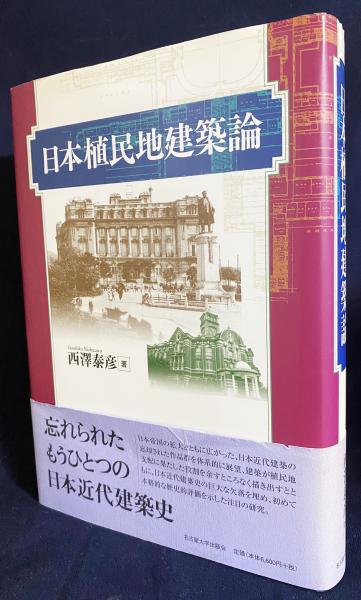 日本植民地建築論
Yasuhiko Nishizawa
西澤泰彦 著
忘れられた
もうひとつの
日本近代建築史
日本帝国の拡大とともに広がった、日本近代建築の
忘却された作品群を体系的に展望、建築が植民地
支配に果たした役割を余すところなく描き出すとと
もに、日本近代建築史の巨大な欠落を埋め、初めて
本格的な歴史的評価を示した注目の研究。
名古屋大学出版会 定価(本体6,600円+税)
日本植民地建築論